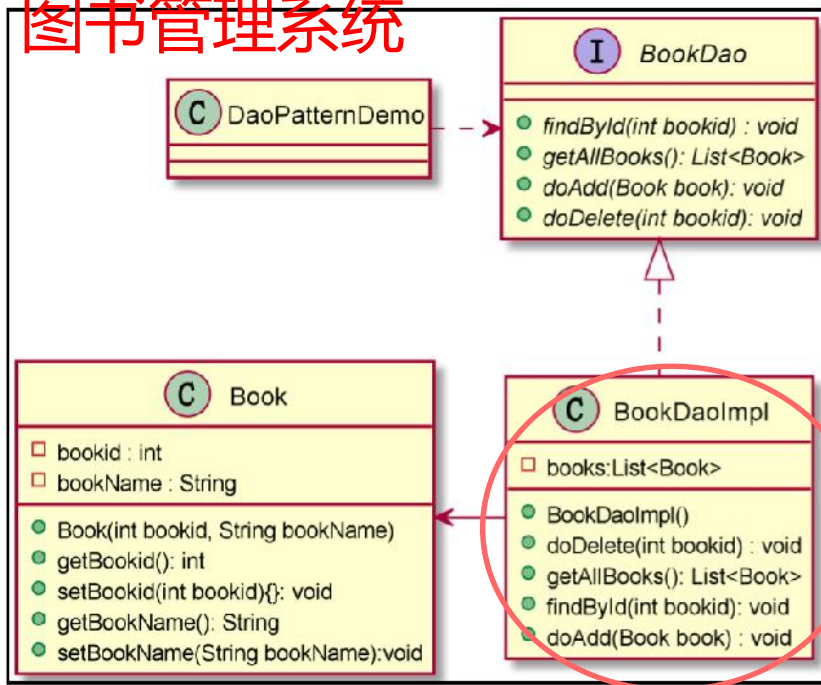 图书管理系统
C DaoPatternDemo
I BookDao
findById(int bookid) : void
getAllBooks(): List<Book>
doAdd(Book book): void
doDelete(int bookid): void
C Book
bookid : int
bookName : String
Book(int bookid, String bookName)
getBookid(): int
setBookid(int bookid){}: void
getBookName(): String
setBookName(String bookName):void
C BookDaoImpl
books:List<Book>
BookDaoImpl()
doDelete(int bookid) : void
getAllBooks(): List<Book>
findById(int bookid): void
doAdd(Book book) : void